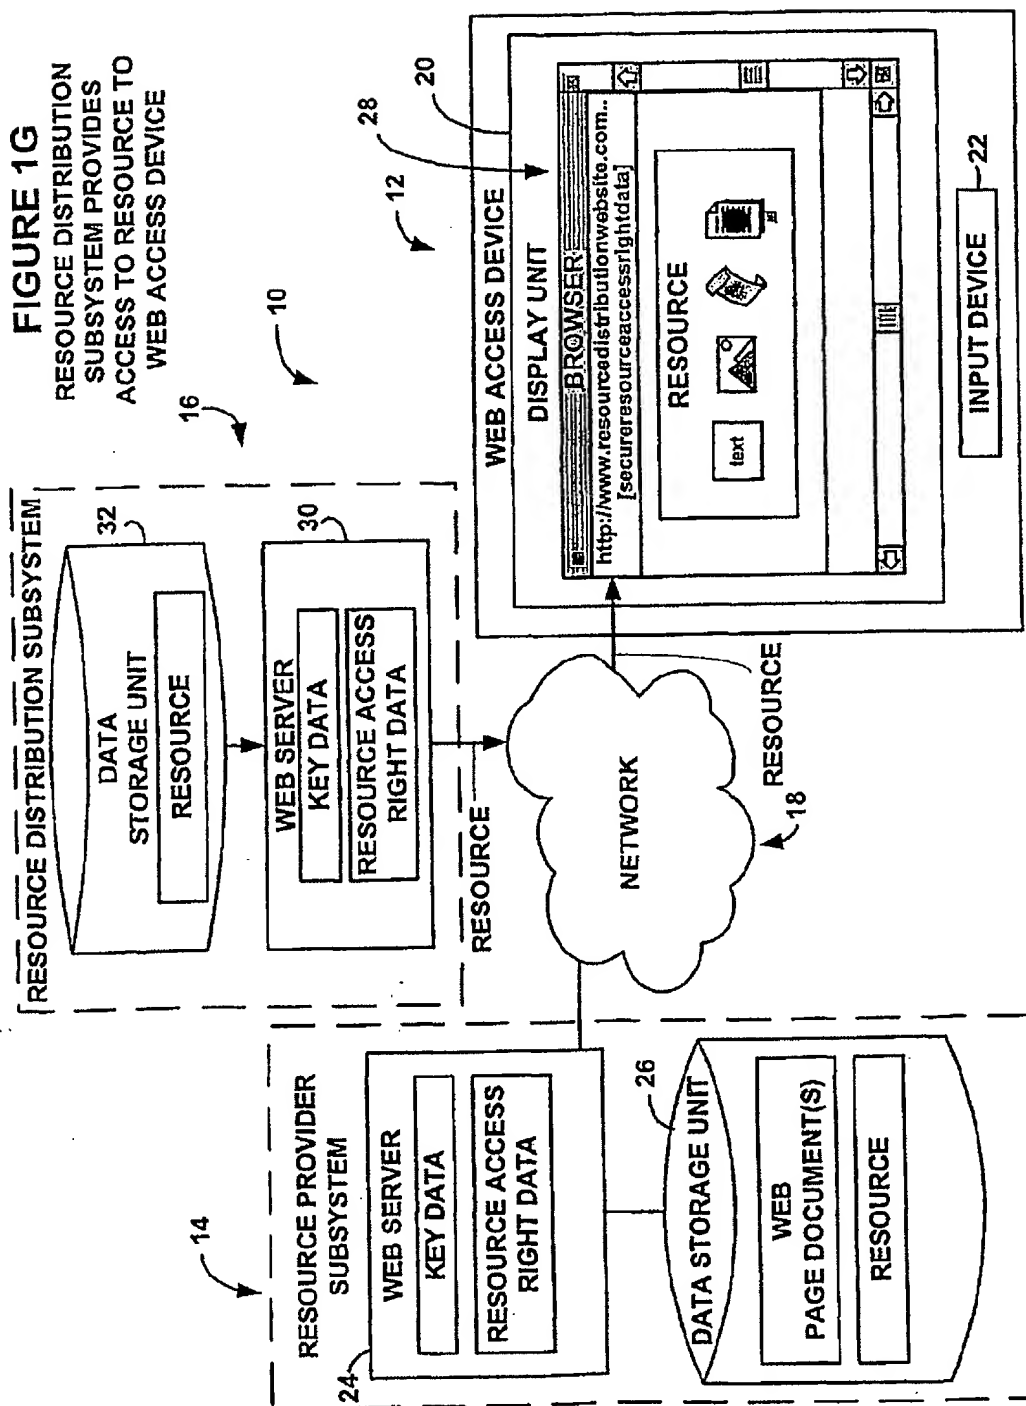 FIGURE 1G
RESOURCE DISTRIBUTION
SUBSYSTEM PROVIDES
ACCESS TO RESOURCE TO
WEB ACCESS DEVICE
10
16
RESOURCE DISTRIBUTION SUBSYSTEM
32
DATA
STORAGE UNIT
RESOURCE
30
WEB SERVER
KEY DATA
RESOURCE ACCESS
RIGHT DATA
RESOURCE
14
RESOURCE PROVIDER
SUBSYSTEM
24
WEB SERVER
KEY DATA
RESOURCE ACCESS
RIGHT DATA
26
DATA STORAGE UNIT
WEB
PAGE DOCUMENT(S)
RESOURCE
NETWORK
18
RESOURCE
12
28
20
WEB ACCESS DEVICE
DISPLAY UNIT
BROWSER
http://www.resourcedistributionwebsite.com..
[secureresourceaccessrightdata]
RESOURCE
text
INPUT DEVICE
22